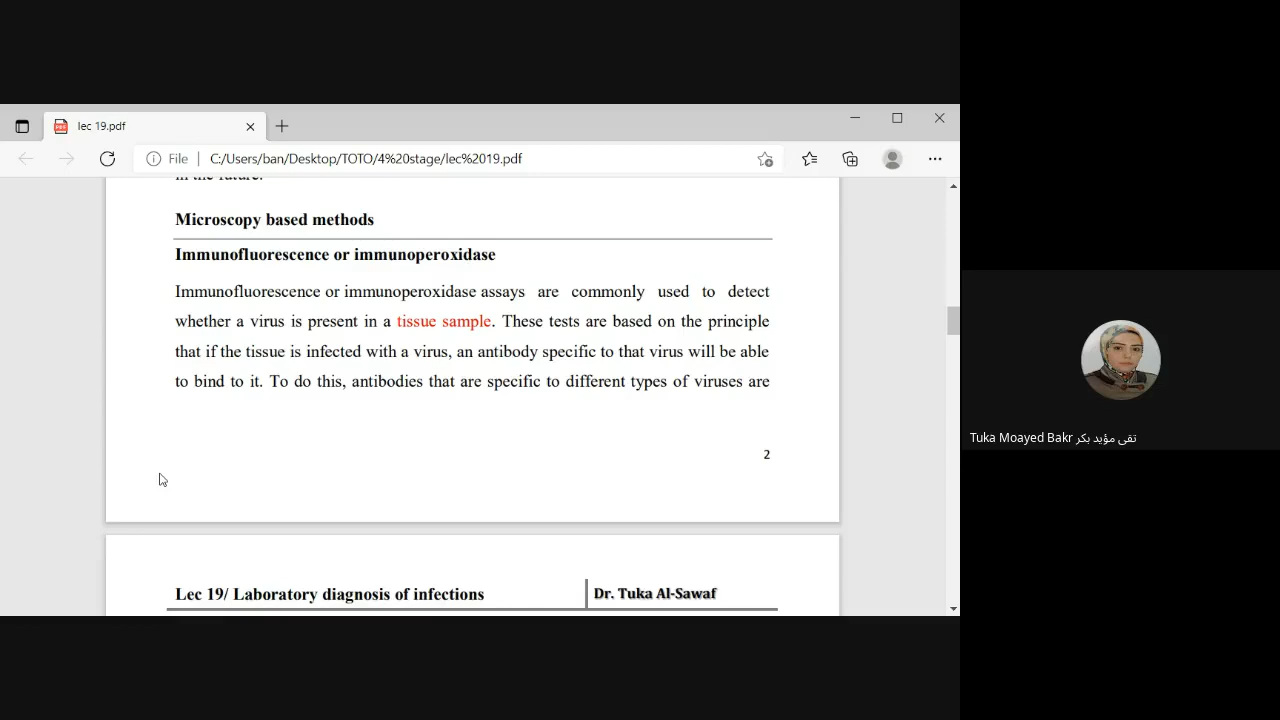 lec 19.pdf
File
C:/Users/ban/Desktop/TOTO/4%20stage/lec%2019.pdf
in the future.
Microscopy based methods
Immunofluorescence or immunoperoxidase
Immunofluorescence or immunoperoxidase assays are commonly used to detect
whether a virus is present in a tissue sample. These tests are based on the principle
that if the tissue is infected with a virus, an antibody specific to that virus will be able
to bind to it. To do this, antibodies that are specific to different types of viruses are
2
Lec 19/ Laboratory diagnosis of infections
Dr. Tuka Al-Sawaf
Tuka Moayed Bakr تقى مؤيد بكر